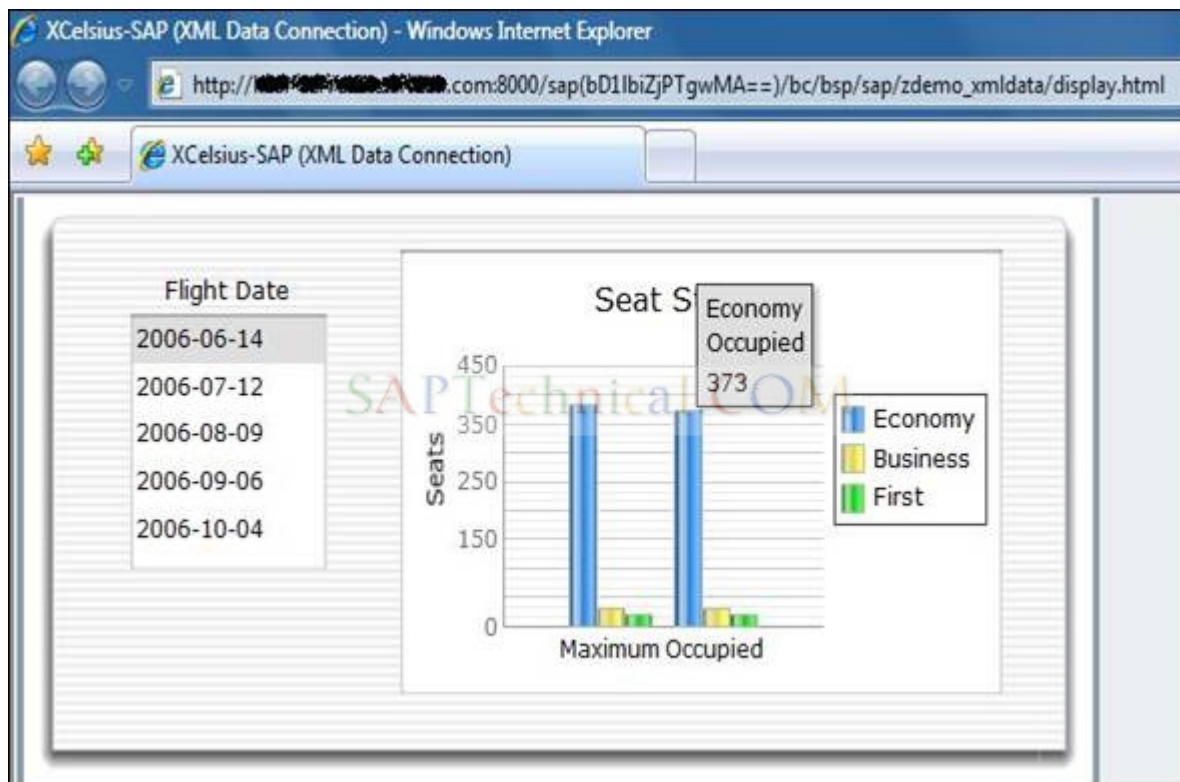 XCelsius-SAP (XML Data Connection) - Windows Internet Explorer
http://
.com:8000/sap(bD1lbiZjPTgwMA==)/bc/bsp/sap/zdemo_xmldata/display.html
XCelsius-SAP (XML Data Connection)
Flight Date
2006-06-14
2006-07-12
2006-08-09
2006-09-06
2006-10-04
Seat S
Economy
Occupied
373
SAPTechnical.COM
450
350
250
150
0
Seats
Maximum Occupied
Economy
Business
First